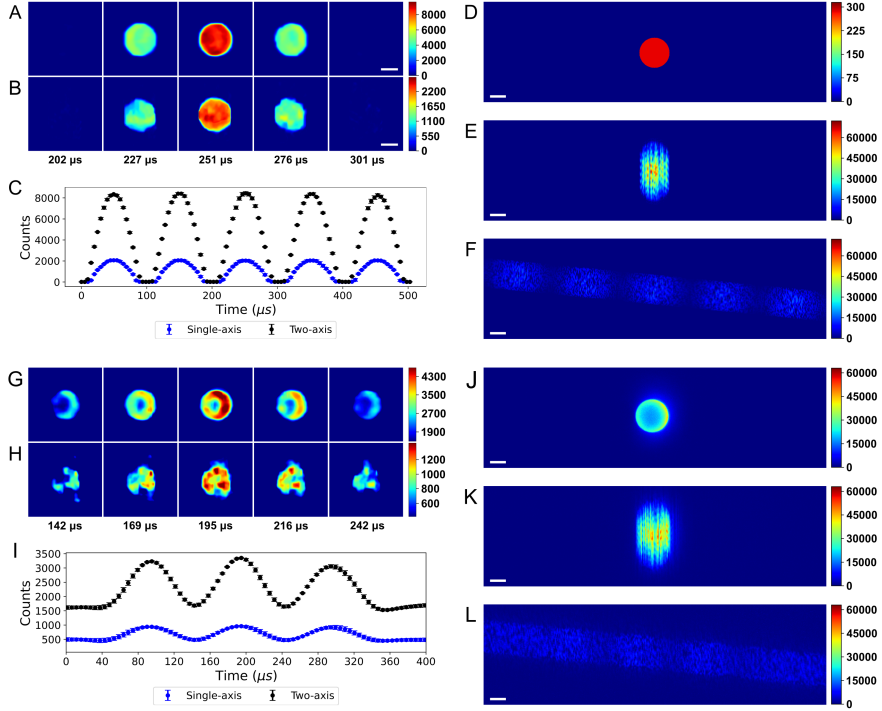 A
10000
8000
6000
4000
2000
0
B
2200
1650
1100
550
0
202 μs 227 μs 251 μs 276 μs 301 μs
C
8000
6000
4000
2000
0
Counts
0 100 200 300 400 500
Time (μs)
Single-axis Two-axis
D
300
225
150
75
0
E
60000
45000
30000
15000
0
F
60000
45000
30000
15000
0
G
4300
3500
2700
1900
H
1200
1000
800
600
142 μs 169 μs 195 μs 216 μs 242 μs
I
3500
3000
2500
2000
1500
1000
500
Counts
0 40 80 120 160 200 240 280 320 360 400
Time (μs)
Single-axis Two-axis
J
60000
45000
30000
15000
0
K
60000
45000
30000
15000
0
L
60000
45000
30000
15000
0